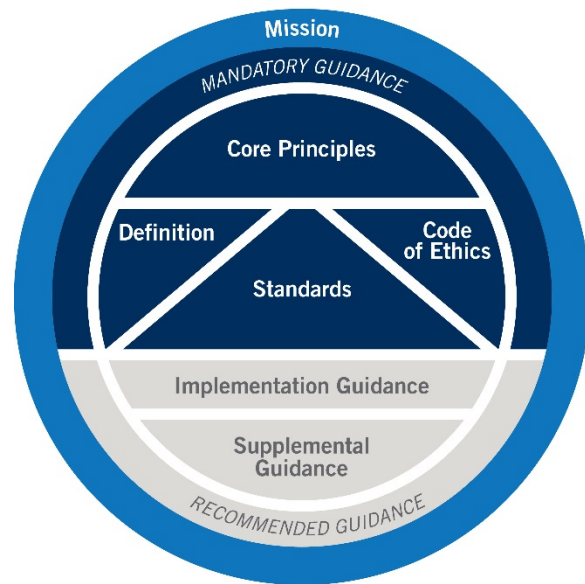 Mission
MANDATORY GUIDANCE
Core Principles
Definition
Code
of Ethics
Standards
Implementation Guidance
Supplemental
Guidance
RECOMMENDED GUIDANCE